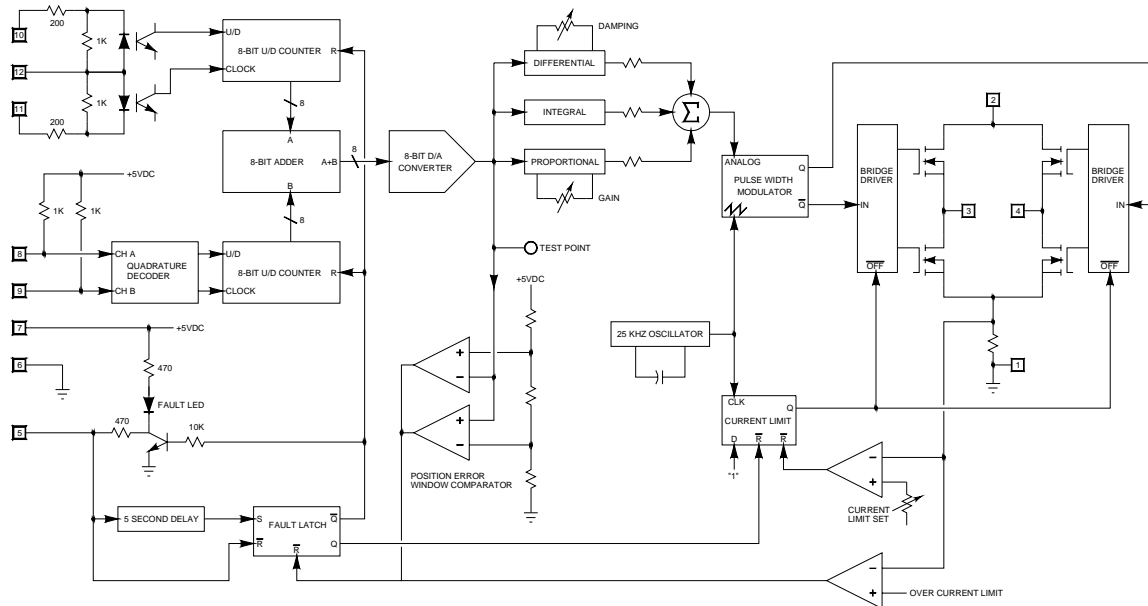 200
10
1K
12
1K
11
200
U/D
8-BIT U/D COUNTER
R
CLOCK
8
A
8-BIT ADDER
A+B
B
8
8
8-BIT D/A
CONVERTER
DAMPING
DIFFERENTIAL
INTEGRAL
PROPORTIONAL
GAIN
Σ
ANALOG
Q
PULSE WIDTH
MODULATOR
Q
2
BRIDGE
DRIVER
IN
OFF
3
4
BRIDGE
DRIVER
IN
OFF
+5VDC
1K
1K
8
CH A
QUADRATURE
DECODER
9
CH B
U/D
8-BIT U/D COUNTER
R
CLOCK
TEST POINT
+5VDC
7
+5VDC
6
470
FAULT LED
5
470
10K
25 KHZ OSCILLATOR
1
CLK
Q
CURRENT LIMIT
D
R
R
"1"
POSITION ERROR
WINDOW COMPARATOR
–
+
CURRENT
LIMIT SET
+
–
+
–
5 SECOND DELAY
S
Q
FAULT LATCH
R
R
Q
–
+
OVER CURRENT LIMIT